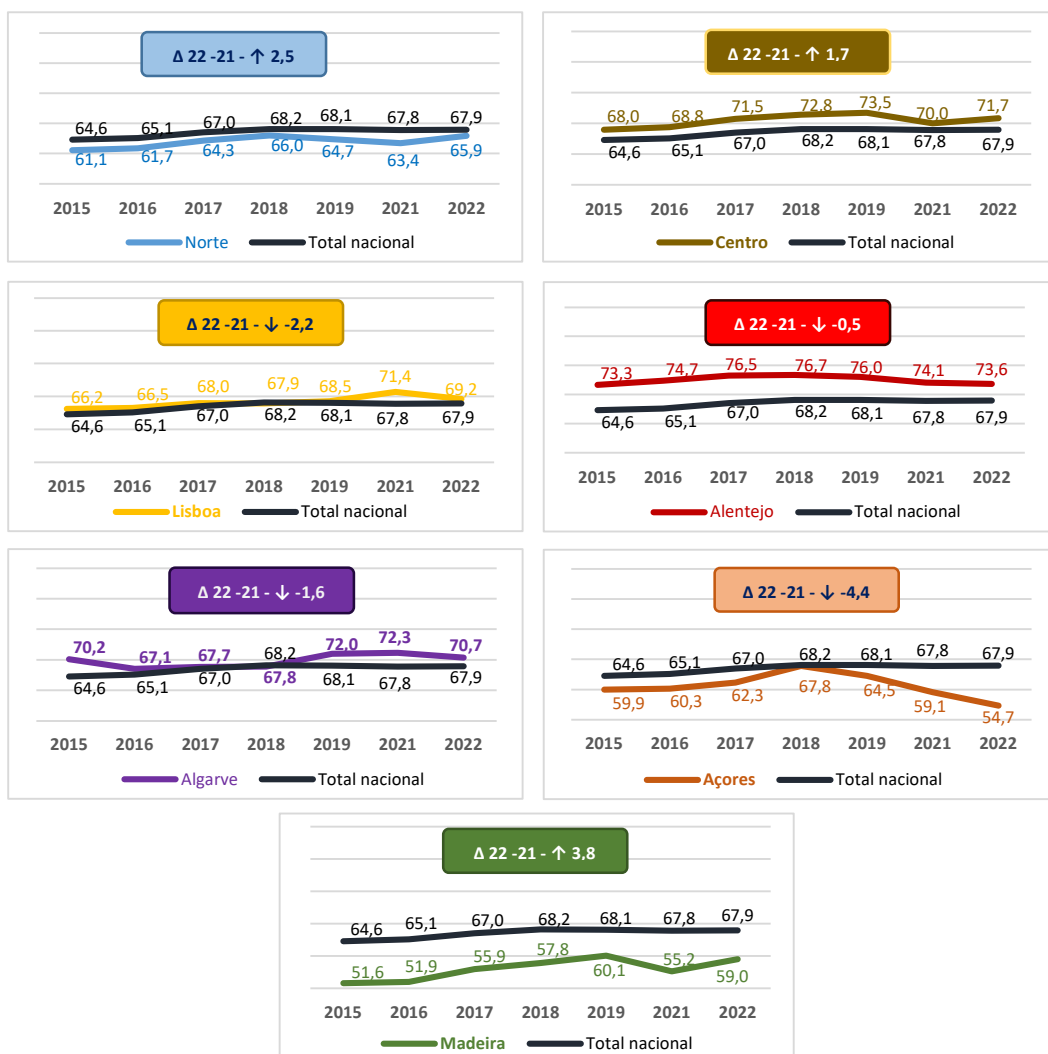 Δ 22 -21 - ↑ 2,5
64,6 65,1 67,0 68,2 68,1 67,8 67,9
61,1 61,7 64,3 66,0 64,7 63,4 65,9
2015 2016 2017 2018 2019 2021 2022
Norte Total nacional
Δ 22 -21 - ↑ 1,7
68,0 68,8 71,5 72,8 73,5 70,0 71,7
64,6 65,1 67,0 68,2 68,1 67,8 67,9
2015 2016 2017 2018 2019 2021 2022
Centro Total nacional
Δ 22 -21 - ↓ -2,2
66,2 66,5 68,0 67,9 68,5 71,4 69,2
64,6 65,1 67,0 68,2 68,1 67,8 67,9
2015 2016 2017 2018 2019 2021 2022
Lisboa Total nacional
Δ 22 -21 - ↓ -0,5
73,3 74,7 76,5 76,7 76,0 74,1 73,6
64,6 65,1 67,0 68,2 68,1 67,8 67,9
2015 2016 2017 2018 2019 2021 2022
Alentejo Total nacional
Δ 22 -21 - ↓ -1,6
70,2 67,1 67,7 68,2 72,0 72,3 70,7
64,6 65,1 67,0 67,8 68,1 67,8 67,9
2015 2016 2017 2018 2019 2021 2022
Algarve Total nacional
Δ 22 -21 - ↓ -4,4
64,6 65,1 67,0 68,2 68,1 67,8 67,9
59,9 60,3 62,3 67,8 64,5 59,1 54,7
2015 2016 2017 2018 2019 2021 2022
Açores Total nacional
Δ 22 -21 - ↑ 3,8
64,6 65,1 67,0 68,2 68,1 67,8 67,9
51,6 51,9 55,9 57,8 60,1 55,2 59,0
2015 2016 2017 2018 2019 2021 2022
Madeira Total nacional